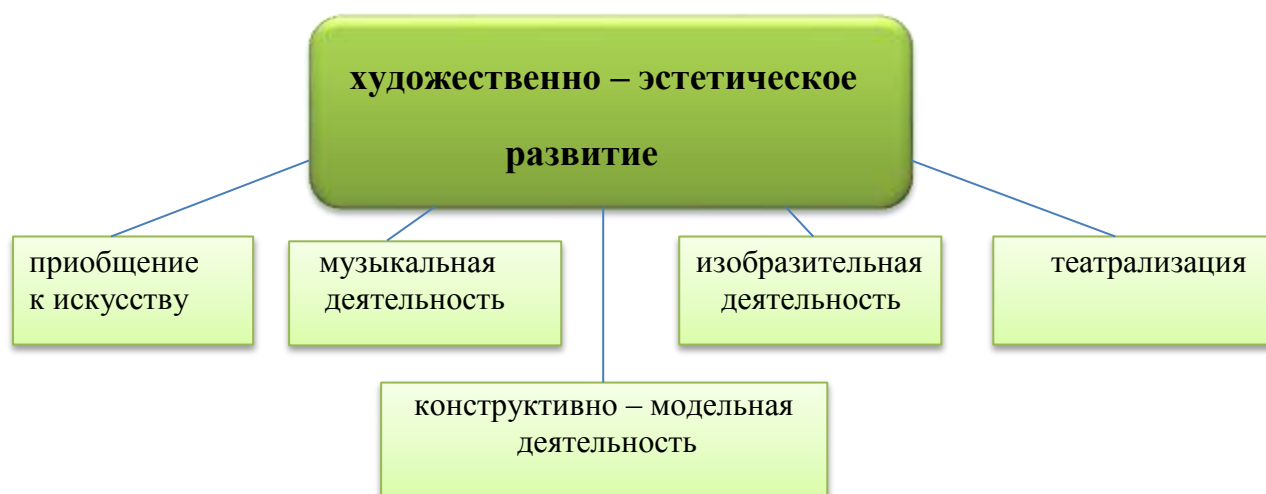 художественно – эстетическое
развитие
приобщение
к искусству
музыкальная
деятельность
изобразительная
деятельность
театрализация
конструктивно – модельная
деятельность